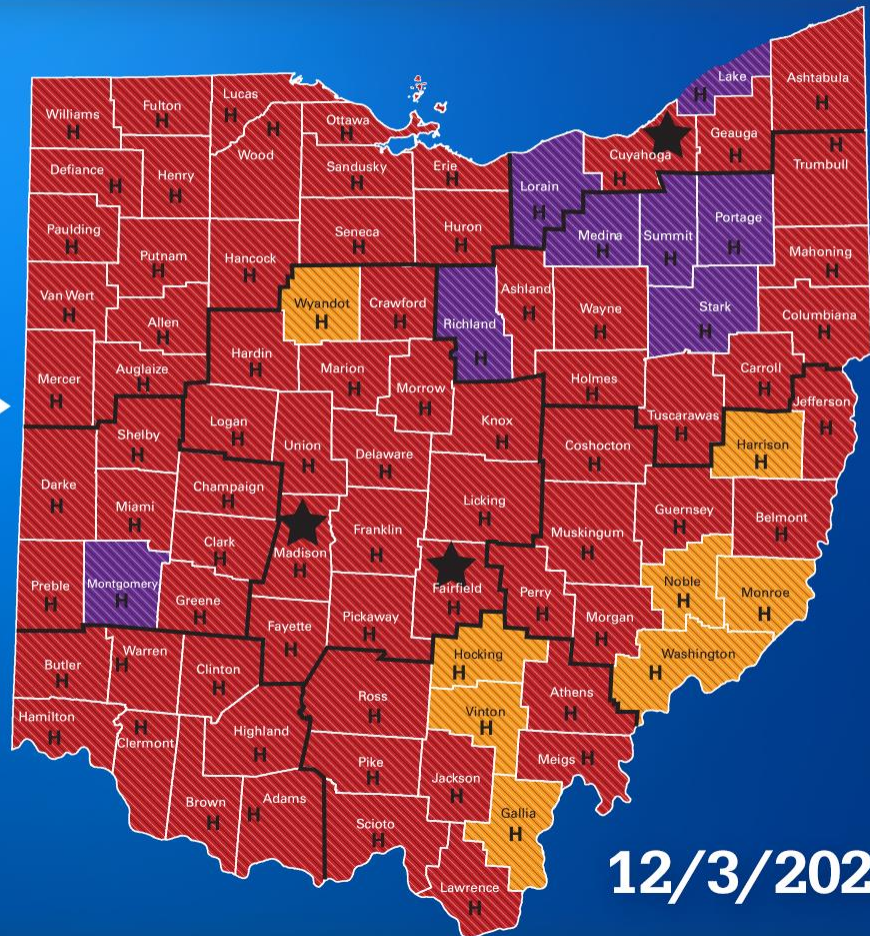 Lake
H
Ashtabula
H
Williams
H
Fulton
H
Lucas
H
H
Wood
Ottawa
H
Geauga
H
Cuyahoga
H
H
Trumbull
Defiance
H
Henry
H
Sandusky
H
Erie
H
Lorain
H
Paulding
H
Putnam
H
Hancock
H
Seneca
H
Huron
H
Medina
H
Summit
H
Portage
H
Mahoning
H
Van Wert
H
Allen
H
Wyandot
H
Crawford
H
Richland
H
Ashland
H
Wayne
H
Stark
H
Columbiana
H
Mercer
H
Auglaize
H
Hardin
H
Marion
H
Morrow
H
Holmes
H
Carroll
H
Jefferson
H
Tuscarawas
H
Harrison
H
Shelby
H
Logan
H
Union
H
Delaware
H
Knox
H
Coshocton
H
Darke
H
Miami
H
Champaign
H
Licking
H
Guernsey
H
Belmont
H
Clark
H
Madison
H
Franklin
H
Muskingum
H
Preble
H
Montgomery
H
Greene
H
Fairfield
H
Perry
H
Noble
H
Monroe
H
Fayette
H
Pickaway
H
Morgan
H
Butler
H
Warren
H
Clinton
H
Hocking
H
Washington
H
Ross
H
Athens
H
Hamilton
H
H
Clermont
Highland
H
Vinton
H
Pike
H
Jackson
H
Meigs H
Brown
H
Adams
H
Scioto
H
Gallia
H
Lawrence
H
12/3/202